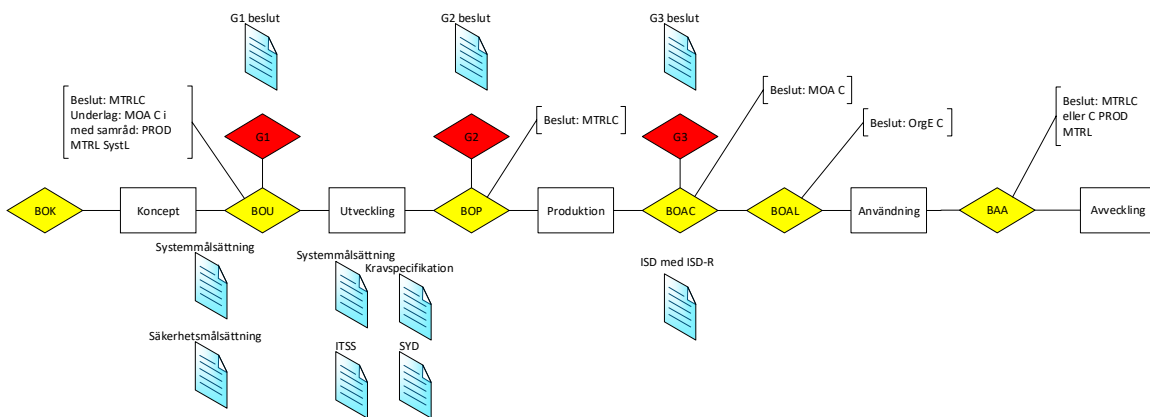 G1 beslut
G2 beslut
G3 beslut
Beslut: MTRLC
Underlag: MOA C i
med samråd: PROD
MTRL SystL
Beslut: MTRLC
Beslut: MOA C
Beslut: OrgE C
Beslut: MTRLC
eller C PROD
MTRL
G1
G2
G3
BOK
Koncept
BOU
Utveckling
BOP
Produktion
BOAC
BOAL
Användning
BAA
Avveckling
Systemmålsättning
Säkerhetsmålsättning
Systemmålsättning
Kravspecifikation
ITSS
SYD
ISD med ISD-R